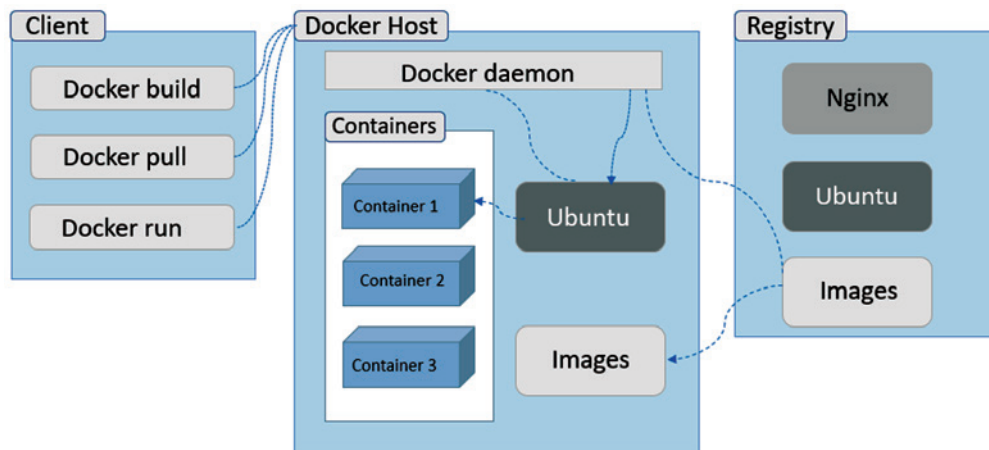 Client
Docker build
Docker pull
Docker run
Docker Host
Docker daemon
Containers
Container 1
Container 2
Container 3
Ubuntu
Images
Registry
Nginx
Ubuntu
Images